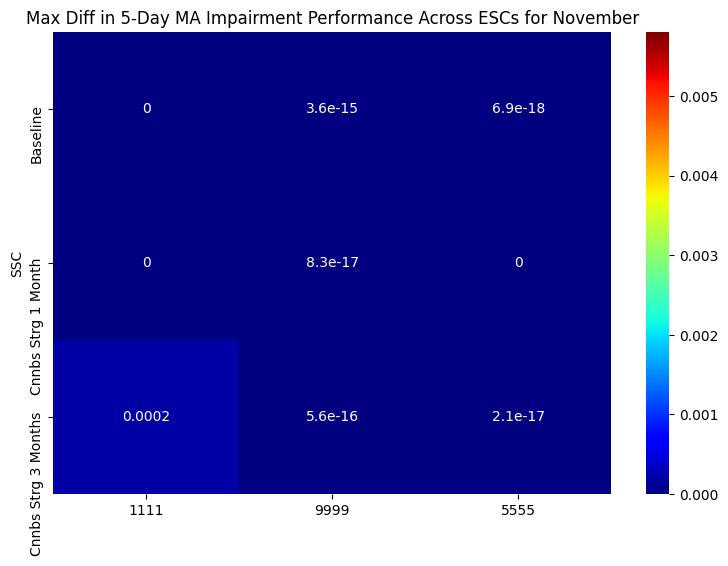 Max Diff in 5-Day MA Impairment Performance Across ESCs for November
SSC
Baseline
Cnnbs Strg 1 Month
Cnnbs Strg 3 Months
0
3.6e-15
6.9e-18
0
8.3e-17
0
0.0002
5.6e-16
2.1e-17
1111
9999
5555
0.005
0.004
0.003
0.002
0.001
0.000